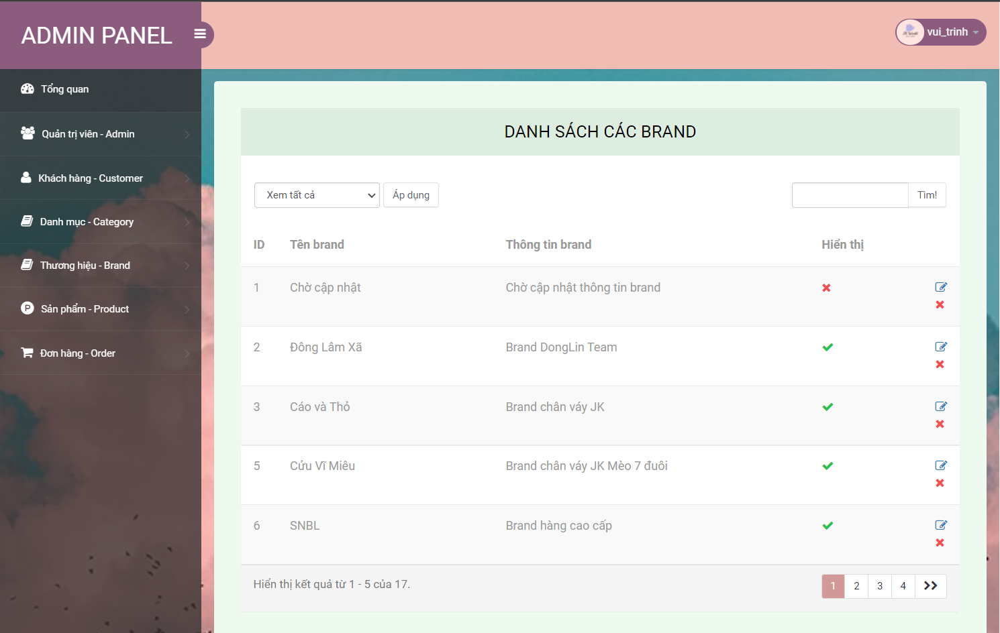 ADMIN PANEL
vui_trinh
Tổng quan
Quản trị viên - Admin
Khách hàng - Customer
Danh mục - Category
Thương hiệu - Brand
Sản phẩm - Product
Đơn hàng - Order
DANH SÁCH CÁC BRAND
Xem tất cả Áp dụng Tìm!
ID Tên brand Thông tin brand Hiển thị
1 Chờ cập nhật Chờ cập nhật thông tin brand
2 Đông Lâm Xã Brand DongLin Team
3 Cáo và Thỏ Brand chân váy JK
5 Cửu Vĩ Miêu Brand chân váy JK Mèo 7 đuôi
6 SNBL Brand hàng cao cấp
Hiển thị kết quả từ 1 - 5 của 17. 1 2 3 4